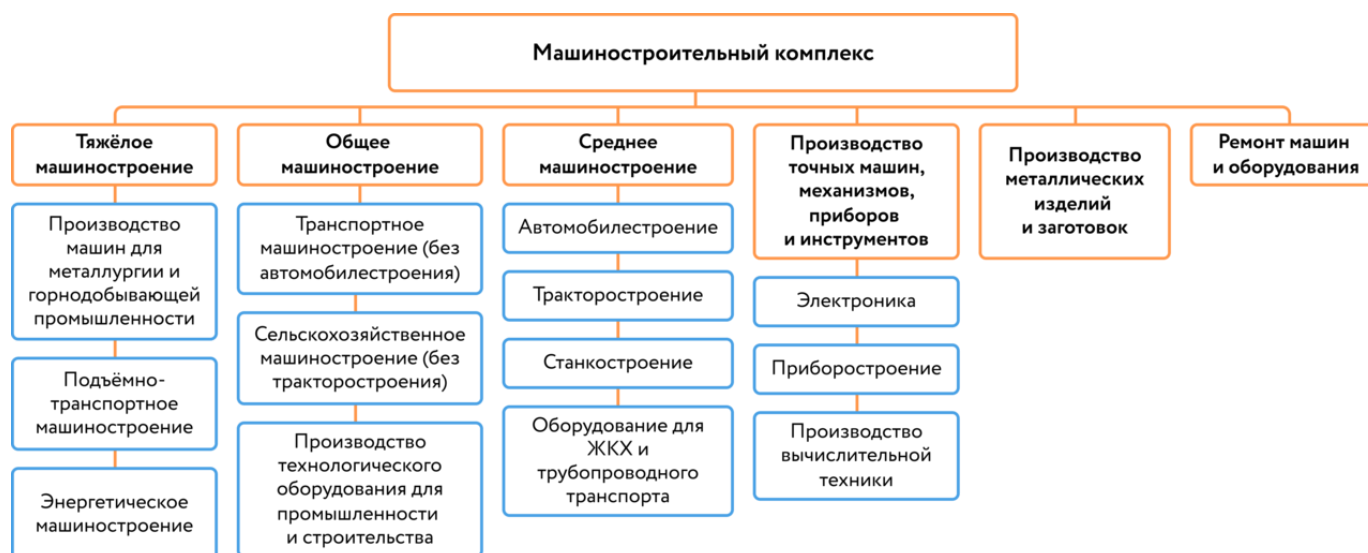 Машиностроительный комплекс
Тяжёлое
машиностроение
Производство
машин для
металлургии и
горнодобывающей
промышленности
Подъёмно-
транспортное
машиностроение
Энергетическое
машиностроение
Общее
машиностроение
Транспортное
машиностроение (без
автомобилестроения)
Сельскохозяйственное
машиностроение (без
тракторостроения)
Производство
технологического
оборудования для
промышленности
и строительства
Среднее
машиностроение
Автомобилестроение
Тракторостроение
Станкостроение
Оборудование для
ЖКХ и
трубопроводного
транспорта
Производство
точных машин,
механизмов,
приборов
и инструментов
Электроника
Приборостроение
Производство
вычислительной
техники
Производство
металлических
изделий
и заготовок
Ремонт машин
и оборудования